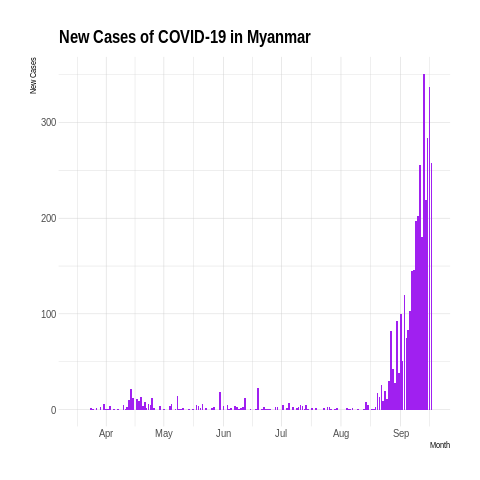 New Cases of COVID-19 in Myanmar
New Cases
300
200
100
0
Apr May Jun Jul Aug Sep
Month